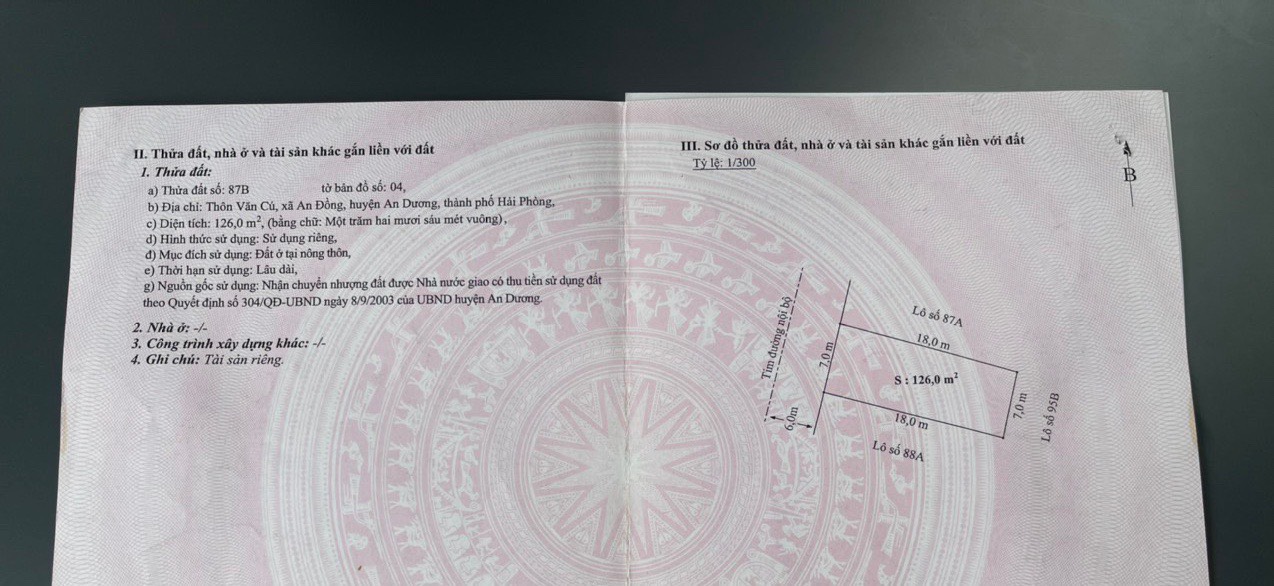 II. Thửa đất, nhà ở và tài sản khác gắn liền với đất
1. Thửa đất:
a) Thửa đất số: 87B tờ bản đồ số: 04,
b) Địa chỉ: Thôn Văn Cú, xã An Đồng, huyện An Dương, thành phố Hải Phòng,
c) Diện tích: 126,0 m², (bằng chữ: Một trăm hai mươi sáu mét vuông),
d) Hình thức sử dụng: Sử dụng riêng,
đ) Mục đích sử dụng: Đất ở tại nông thôn,
e) Thời hạn sử dụng: Lâu dài,
g) Nguồn gốc sử dụng: Nhận chuyển nhượng đất được Nhà nước giao có thu tiền sử dụng đất
theo Quyết định số 304/QĐ-UBND ngày 8/9/2003 của UBND huyện An Dương.
2. Nhà ở: -/-
3. Công trình xây dựng khác: -/-
4. Ghi chú: Tài sản riêng.
III. Sơ đồ thửa đất, nhà ở và tài sản khác gắn liền với đất
Tỷ lệ: 1/300
B
Tim đường nội bộ
6,0m
7,0 m
Lô số 87A
18,0 m
S : 126,0 m²
18,0 m
7,0 m
Lô số 95B
Lô số 88A